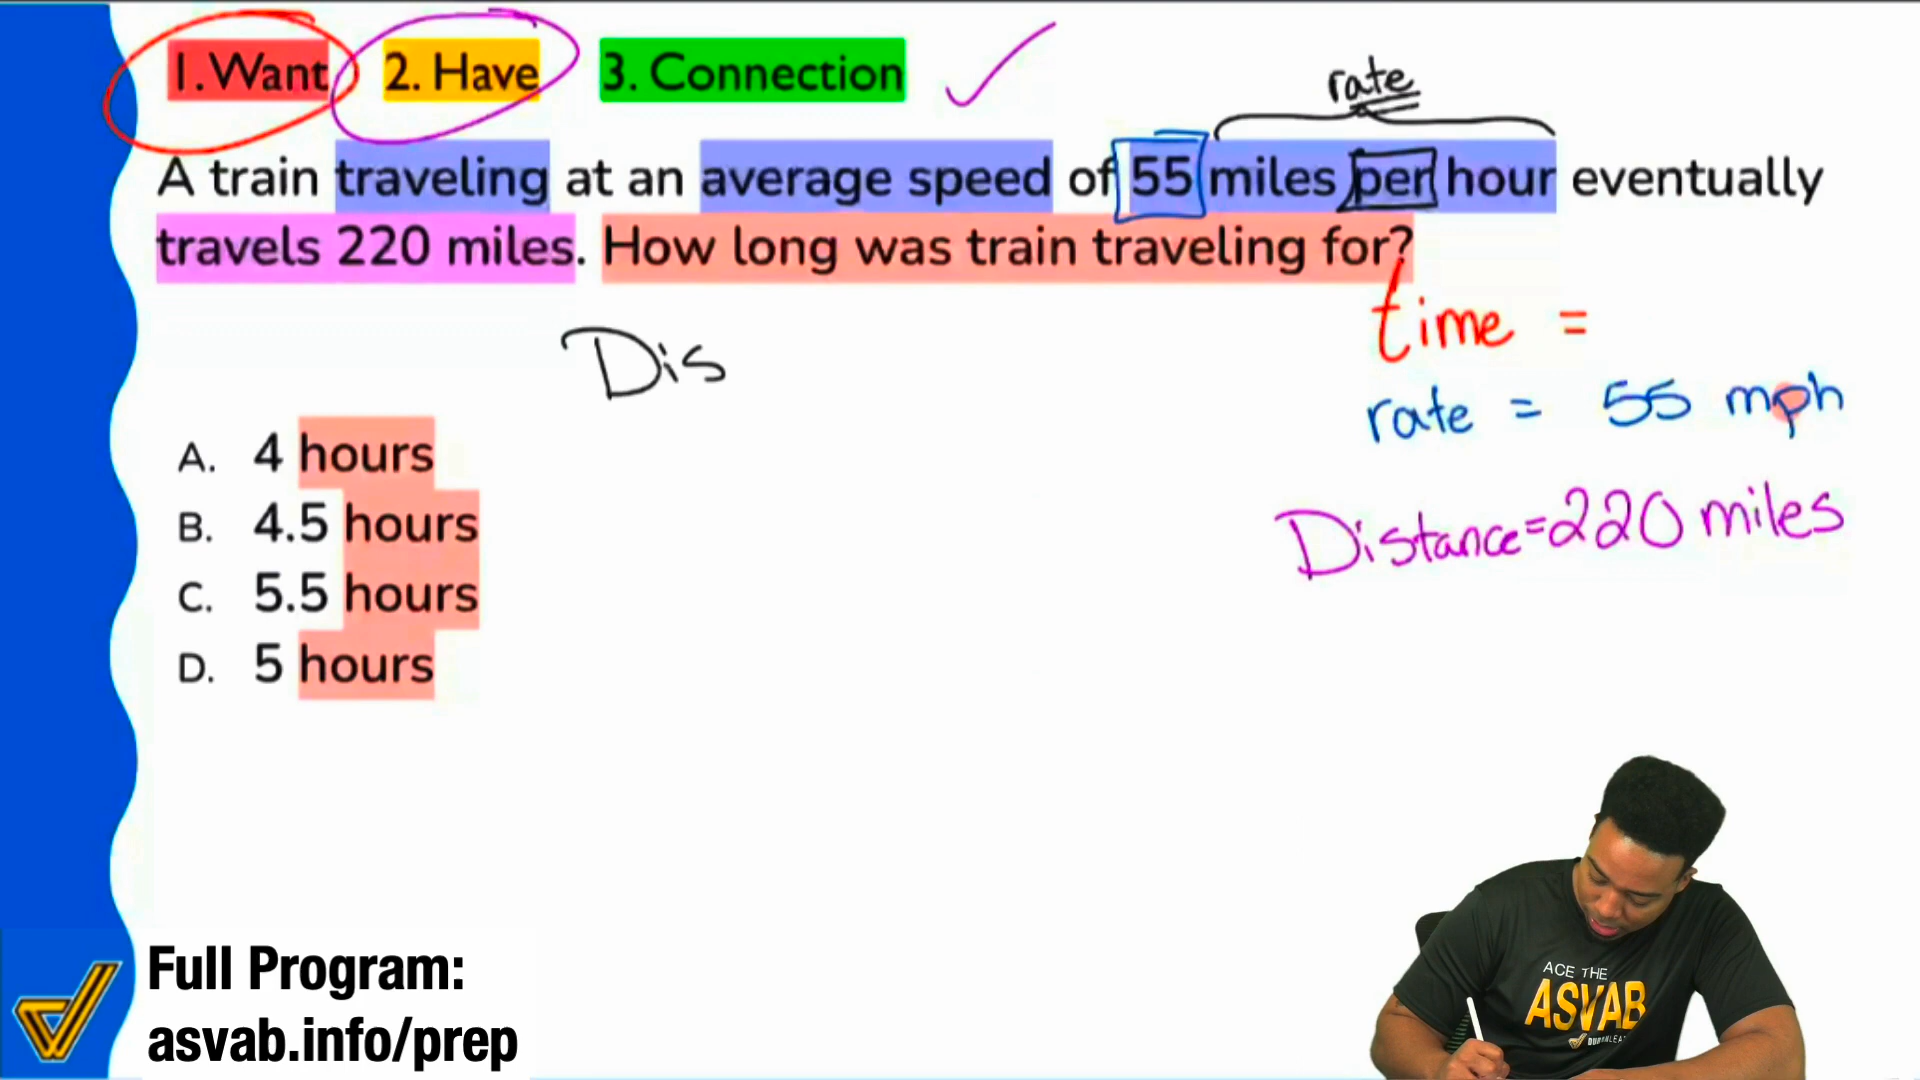 1. Want 2. Have 3. Connection
rate
A train traveling at an average speed of 55 miles per hour eventually
travels 220 miles. How long was train traveling for?
time =
Dis
rate = 55 mph
A. 4 hours
Distance=220 miles
B. 4.5 hours
C. 5.5 hours
D. 5 hours
Full Program:
asvab.info/prep
ACE THE
ASVAB